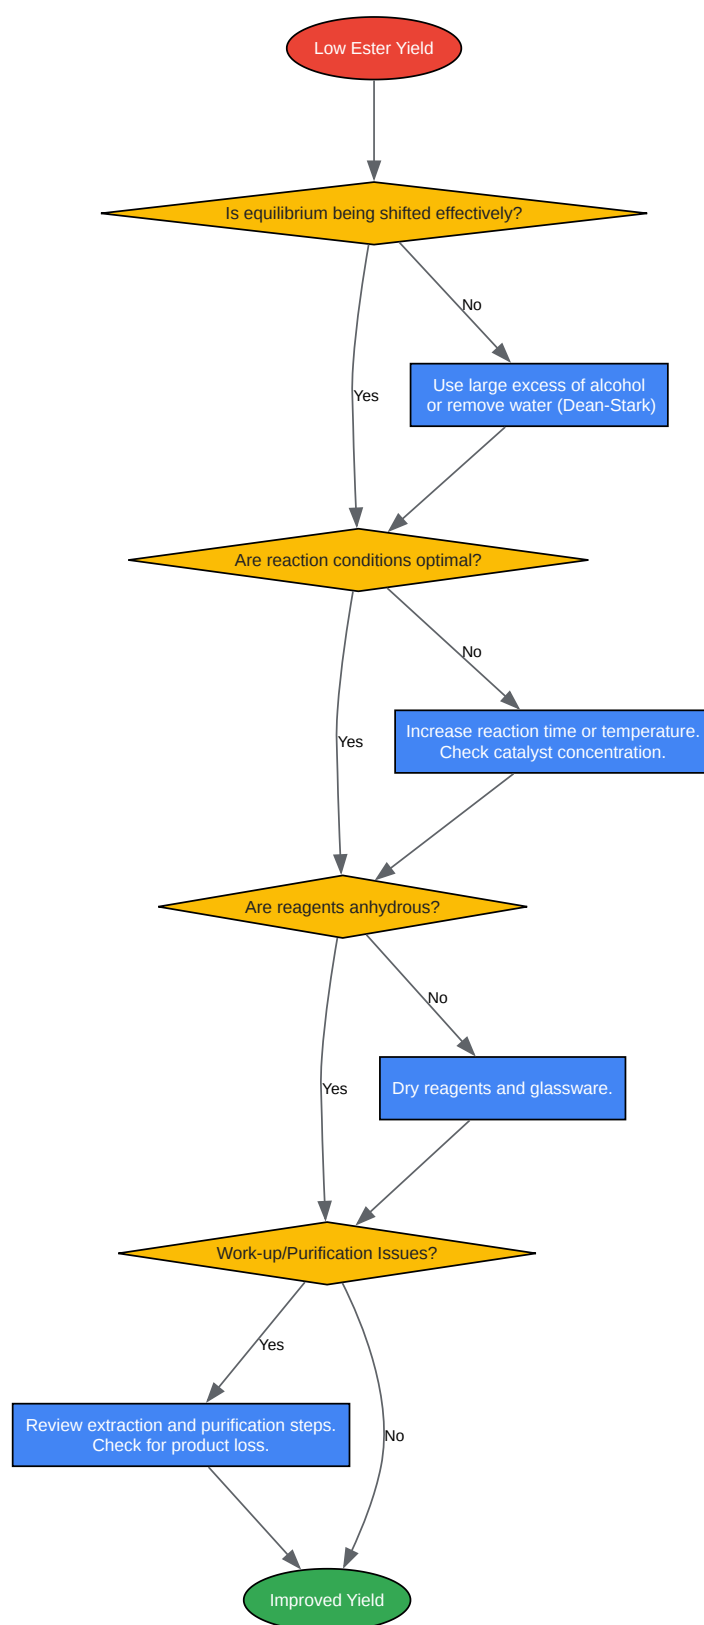 Low Ester Yield
Is equilibrium being shifted effectively?
No
Use large excess of alcohol
or remove water (Dean-Stark)
Yes
Are reaction conditions optimal?
No
Increase reaction time or temperature.
Check catalyst concentration.
Yes
Are reagents anhydrous?
No
Dry reagents and glassware.
Yes
Work-up/Purification Issues?
Yes
Review extraction and purification steps.
Check for product loss.
No
Improved Yield